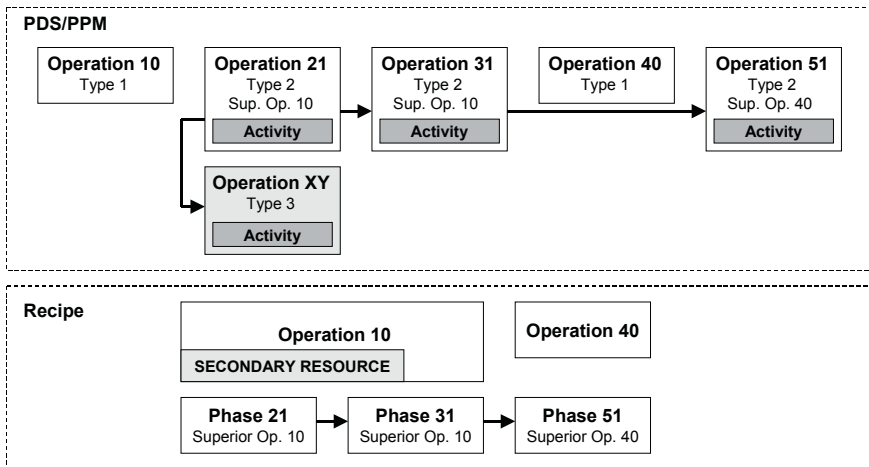 PDS/PPM
Operation 10
Type 1
Operation 21
Type 2
Sup. Op. 10
Activity
Operation 31
Type 2
Sup. Op. 10
Activity
Operation 40
Type 1
Operation 51
Type 2
Sup. Op. 40
Activity
Operation XY
Type 3
Activity
Recipe
Operation 10
SECONDARY RESOURCE
Operation 40
Phase 21
Superior Op. 10
Phase 31
Superior Op. 10
Phase 51
Superior Op. 40